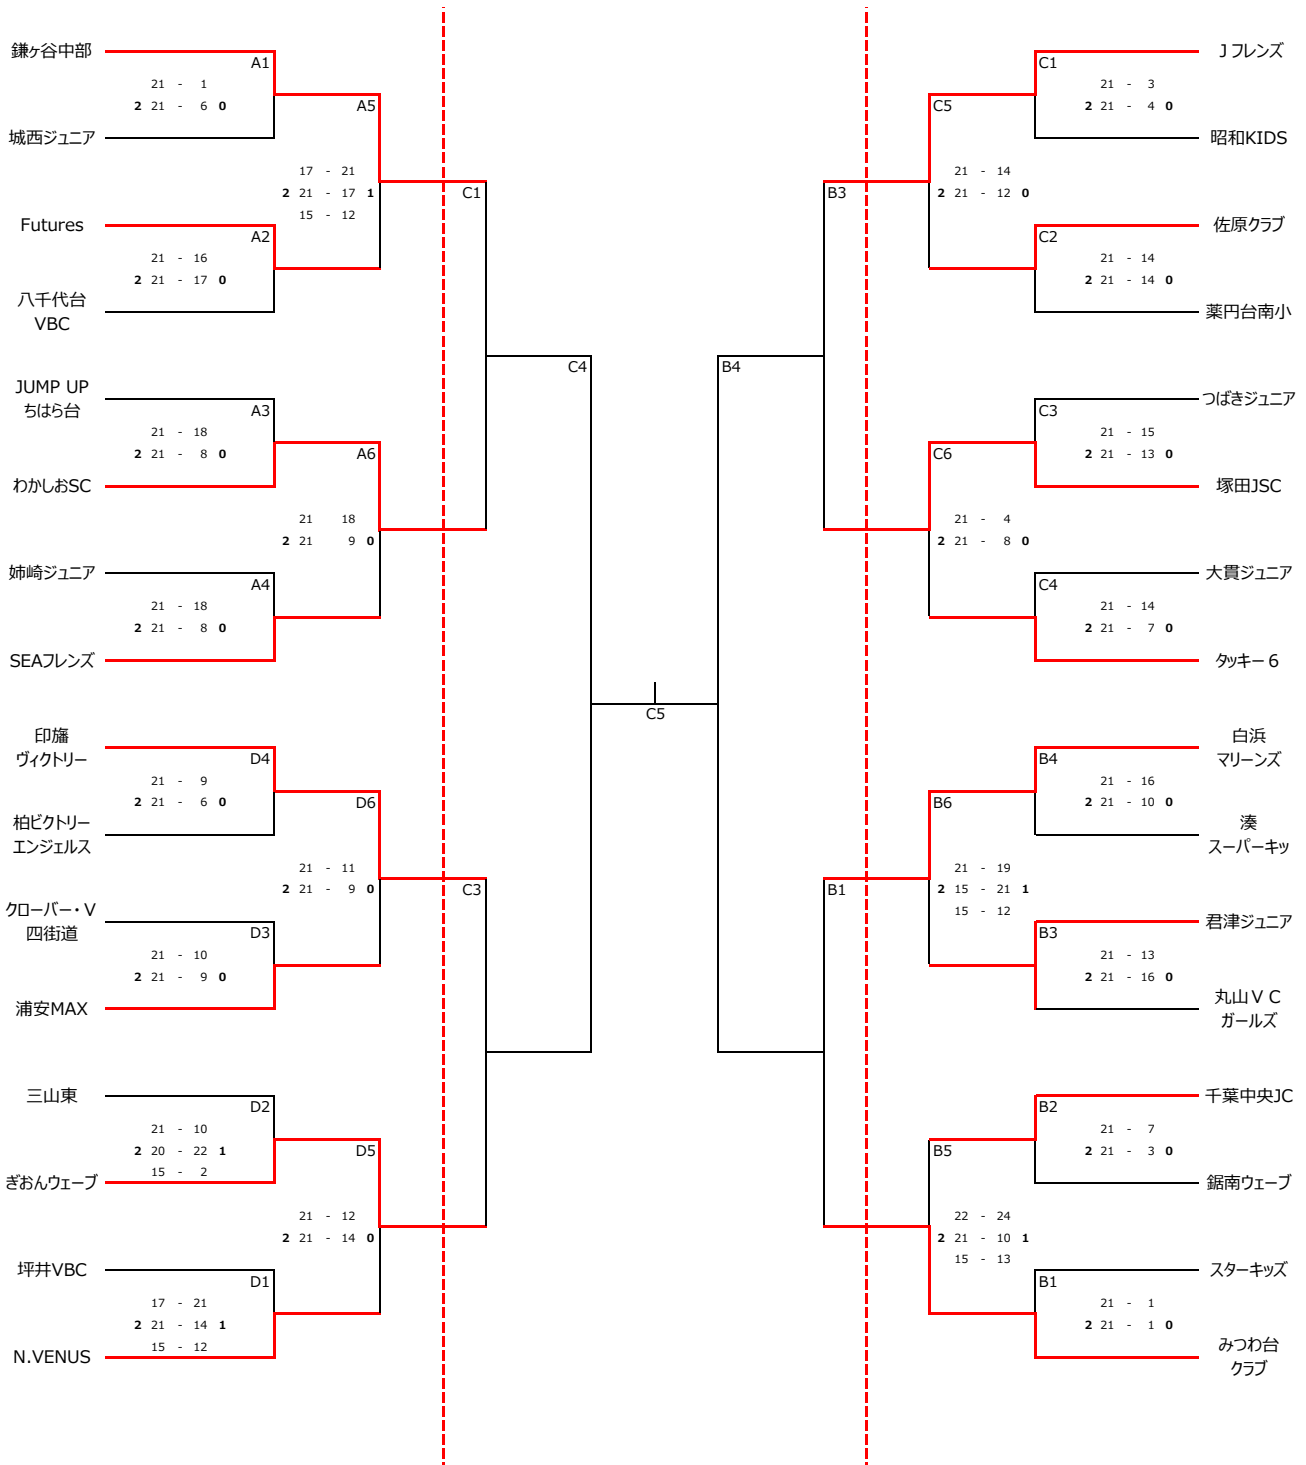 鎌ヶ谷中部
A1
21 - 1
2 21 - 6 0
城西ジュニア
A5
17 - 21
2 21 - 17 1
15 - 12
Futures
A2
21 - 16
2 21 - 17 0
八千代台
VBC
C1
JUMP UP
ちはら台
A3
21 - 18
2 21 - 8 0
わかしおSC
A6
21 18
2 21 9 0
姉崎ジュニア
A4
21 - 18
2 21 - 8 0
SEAフレンズ
C4
印旛
ヴィクトリー
D4
21 - 9
2 21 - 6 0
柏ビクトリー
エンジェルス
D6
21 - 11
2 21 - 9 0
クローバー・V
四街道
D3
21 - 10
2 21 - 9 0
浦安MAX
C3
三山東
D2
21 - 10
2 20 - 22 1
15 - 2
ぎおんウェーブ
D5
21 - 12
2 21 - 14 0
坪井VBC
D1
17 - 21
2 21 - 14 1
15 - 12
N.VENUS
C5
Jフレンズ
C1
21 - 3
2 21 - 4 0
昭和KIDS
C5
21 - 14
2 21 - 12 0
佐原クラブ
C2
21 - 14
2 21 - 14 0
薬円台南小
B3
つばきジュニア
C3
21 - 15
2 21 - 13 0
塚田JSC
C6
21 - 4
2 21 - 8 0
大貫ジュニア
C4
21 - 14
2 21 - 7 0
タッキー６
B4
白浜
マリーンズ
B4
21 - 16
2 21 - 10 0
湊
スーパーキッ
B6
21 - 19
2 15 - 21 1
15 - 12
君津ジュニア
B3
21 - 13
2 21 - 16 0
丸山ＶＣ
ガールズ
B1
千葉中央JC
B2
21 - 7
2 21 - 3 0
鋸南ウェーブ
B5
22 - 24
2 21 - 10 1
15 - 13
スターキッズ
B1
21 - 1
2 21 - 1 0
みつわ台
クラブ